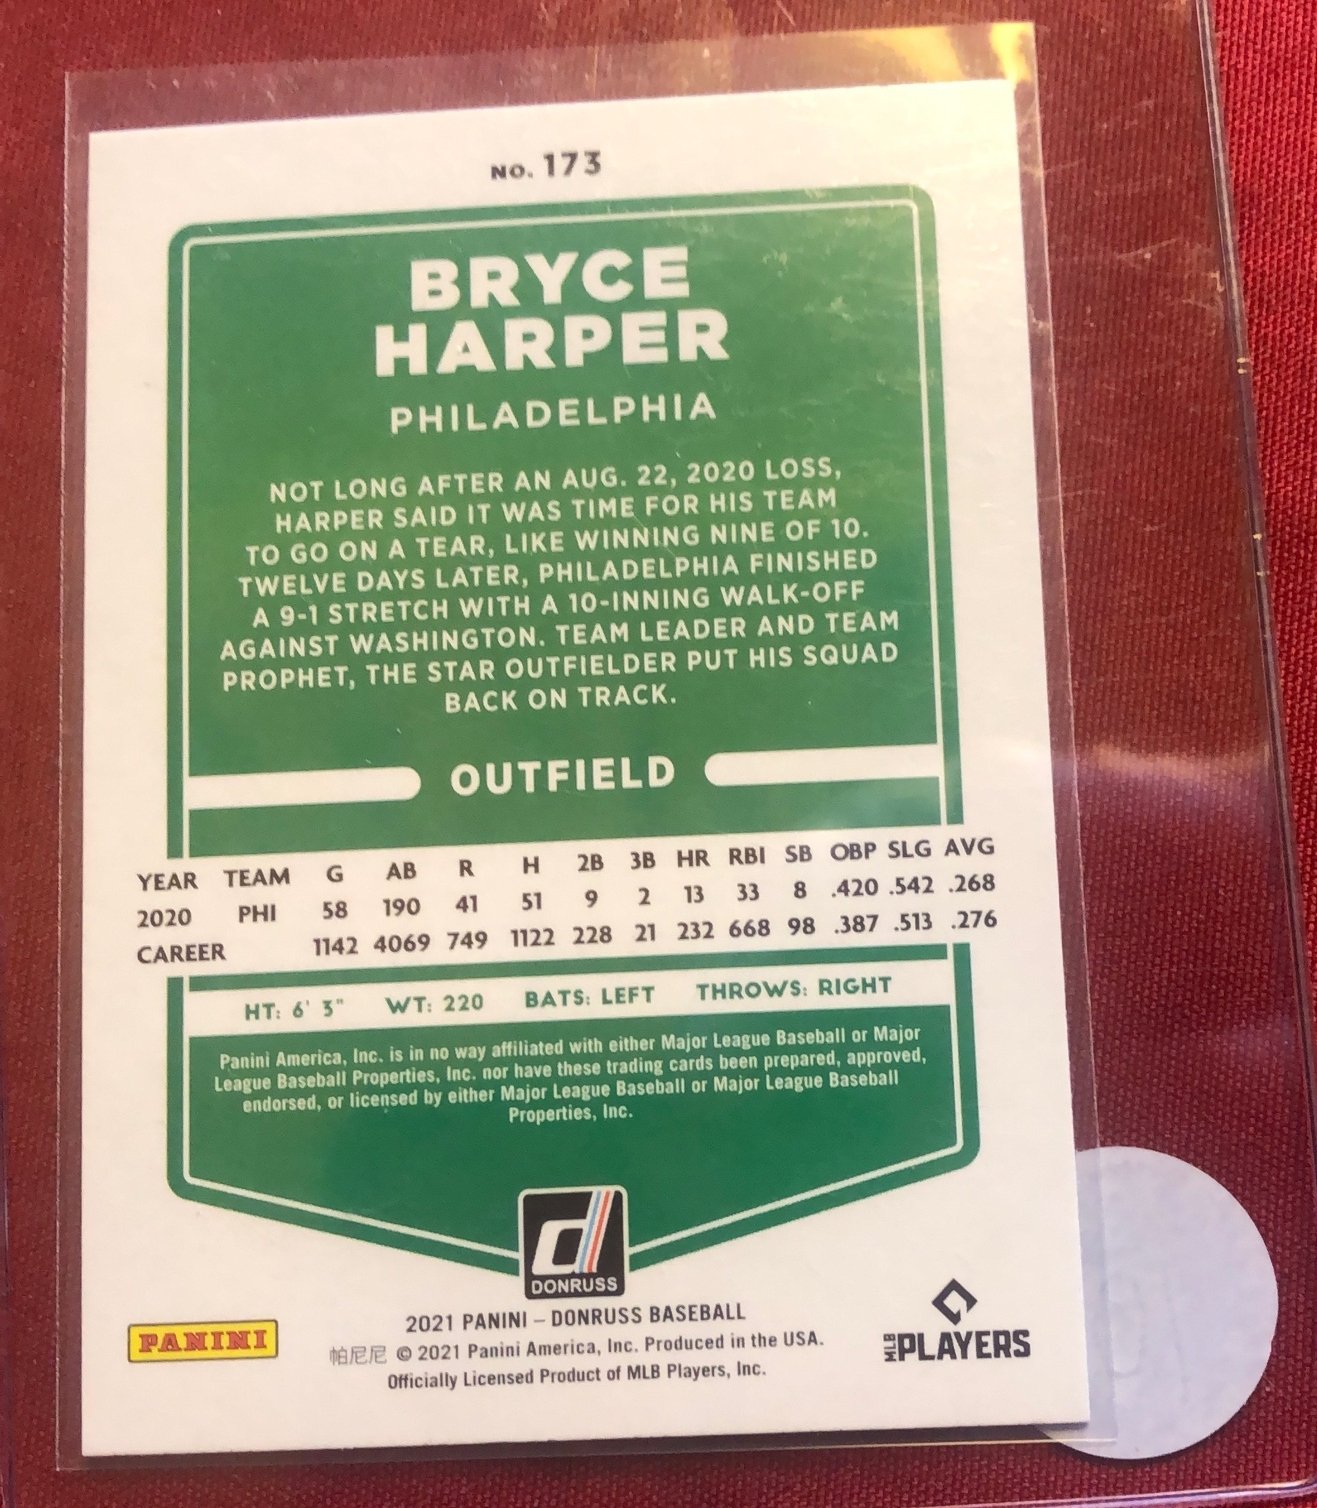 NO. 173
BRYCE
HARPER
PHILADELPHIA
NOT LONG AFTER AN AUG. 22, 2020 LOSS,
HARPER SAID IT WAS TIME FOR HIS TEAM
TO GO ON A TEAR, LIKE WINNING NINE OF 10.
TWELVE DAYS LATER, PHILADELPHIA FINISHED
A 9-1 STRETCH WITH A 10-INNING WALK-OFF
AGAINST WASHINGTON. TEAM LEADER AND TEAM
PROPHET, THE STAR OUTFIELDER PUT HIS SQUAD
BACK ON TRACK.
OUTFIELD
YEAR TEAM G AB R H 2B 3B HR RBI SB OBP SLG AVG
2020 PHI 58 190 41 51 9 2 13 33 8 .420 .542 .268
CAREER 1142 4069 749 1122 228 21 232 668 98 .387 .513 .276
HT: 6' 3" WT: 220 BATS: LEFT THROWS: RIGHT
Panini America, Inc. is in no way affiliated with either Major League Baseball or Major
League Baseball Properties, Inc. nor have these trading cards been prepared, approved,
endorsed, or licensed by either Major League Baseball or Major League Baseball
Properties, Inc.
d
DONRUSS
2021 PANINI – DONRUSS BASEBALL
帕尼尼 © 2021 Panini America, Inc. Produced in the USA.
Officially Licensed Product of MLB Players, Inc.
PANINI
MLB PLAYERS